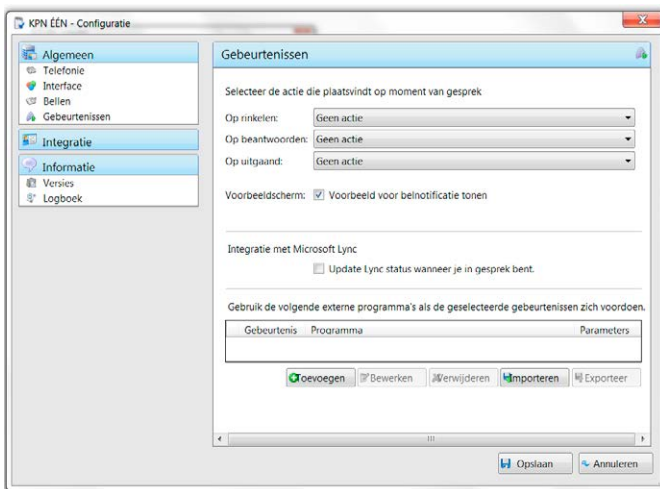 KPN ÉÉN - Configuratie
Algemeen
Telefonie
Interface
Bellen
Gebeurtenissen
Integratie
Informatie
Versies
Logboek
Gebeurtenissen
Selecteer de actie die plaatsvindt op moment van gesprek
Op rinkelen: Geen actie
Op beantwoorden: Geen actie
Op uitgaand: Geen actie
Voorbeeldscherm: Voorbeeld voor belnotificatie tonen
Integratie met Microsoft Lync
Update Lync status wanneer je in gesprek bent.
Gebruik de volgende externe programma's als de geselecteerde gebeurtenissen zich voordoen.
Gebeurtenis Programma Parameters
Toevoegen Bewerken Verwijderen Importeren Exporteer
Opslaan Annuleren